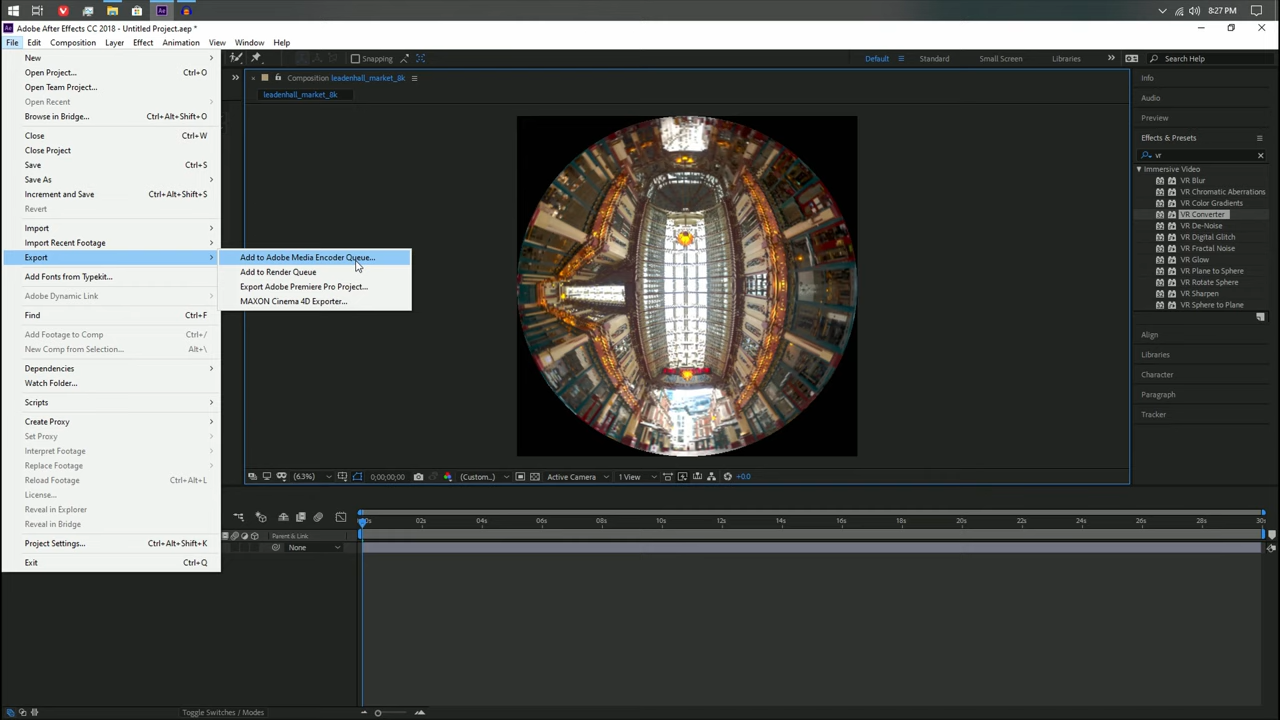 8:27 PM
Adobe After Effects CC 2018 - Untitled Project.aep *
File Edit Composition Layer Effect Animation View Window Help
Snapping
Default Standard Small Screen Libraries Search Help
New
Open Project... Ctrl+O
Open Team Project...
Open Recent
Browse in Bridge... Ctrl+Alt+Shift+O
Close Ctrl+W
Close Project
Save Ctrl+S
Save As
Increment and Save Ctrl+Alt+Shift+S
Revert
Import
Import Recent Footage
Export
Add Fonts from Typekit...
Adobe Dynamic Link
Find Ctrl+F
Add Footage to Comp Ctrl+/
New Comp from Selection... Alt+\
Dependencies
Watch Folder...
Scripts
Create Proxy
Set Proxy
Interpret Footage
Replace Footage
Reload Footage Ctrl+Alt+L
License...
Reveal in Explorer
Reveal in Bridge
Project Settings... Ctrl+Alt+Shift+K
Exit Ctrl+Q
Add to Adobe Media Encoder Queue...
Add to Render Queue
Export Adobe Premiere Pro Project...
MAXON Cinema 4D Exporter...
Composition leadenhall_market_8k
leadenhall_market_8k
(6.3%) 0;00;00;00 (Custom...) Active Camera 1 View +0.0
Info
Audio
Preview
Effects & Presets
vr
Immersive Video
VR Blur
VR Chromatic Aberrations
VR Color Gradients
VR Converter
VR De-Noise
VR Digital Glitch
VR Fractal Noise
VR Glow
VR Plane to Sphere
VR Rotate Sphere
VR Sharpen
VR Sphere to Plane
Align
Libraries
Character
Paragraph
Tracker
02s 04s 06s 08s 10s 12s 14s 16s 18s 20s 22s 24s 26s 28s 30s
Parent & Link
None
Toggle Switches / Modes